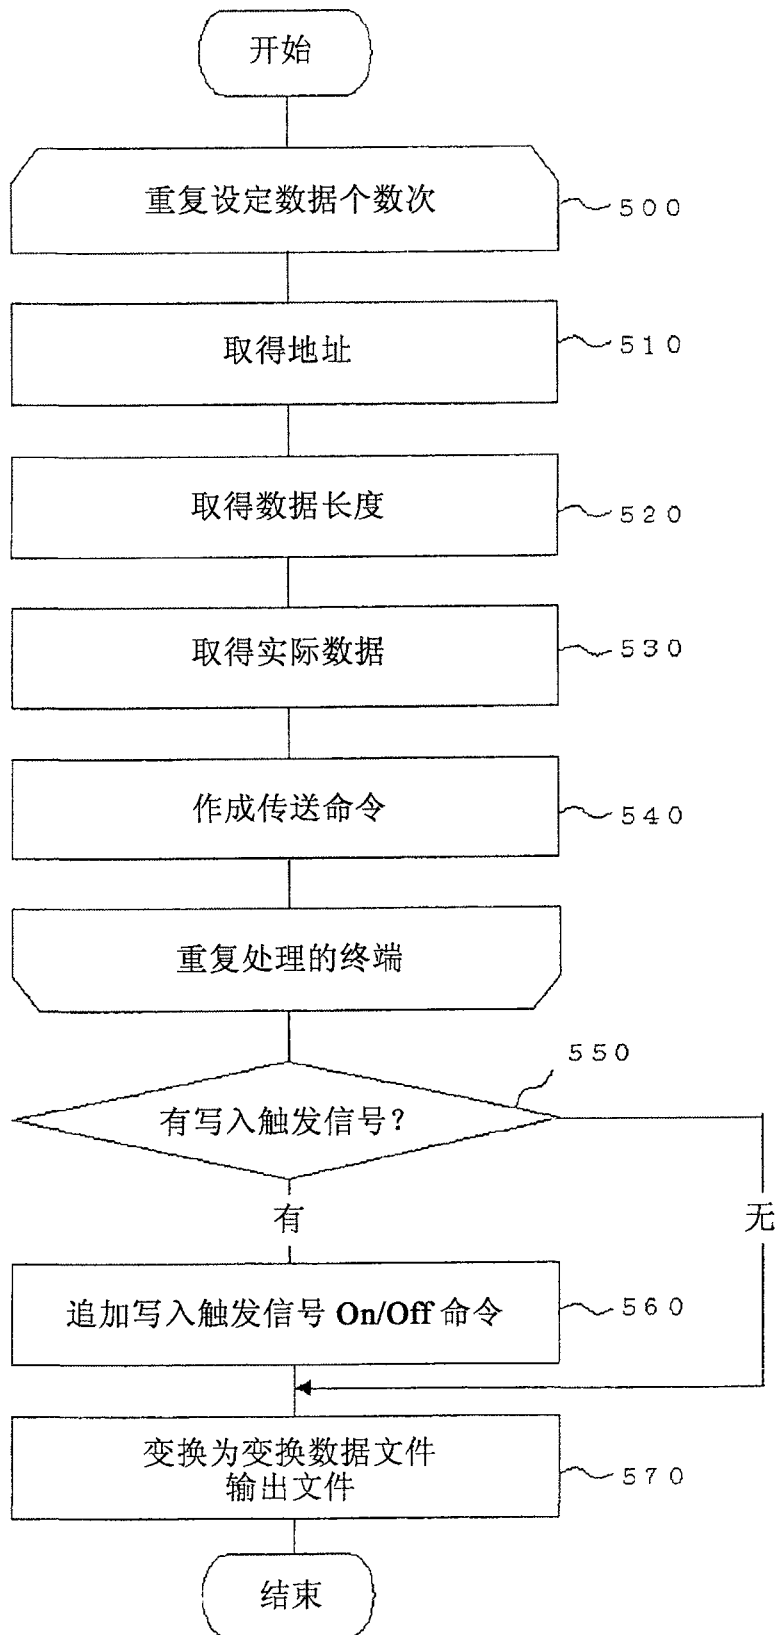 开始
重复设定数据个数次
500
取得地址
510
取得数据长度
520
取得实际数据
530
作成传送命令
540
重复处理的终端
550
有写入触发信号?
有
无
追加写入触发信号 On/Off 命令
560
变换为变换数据文件
输出文件
570
结束